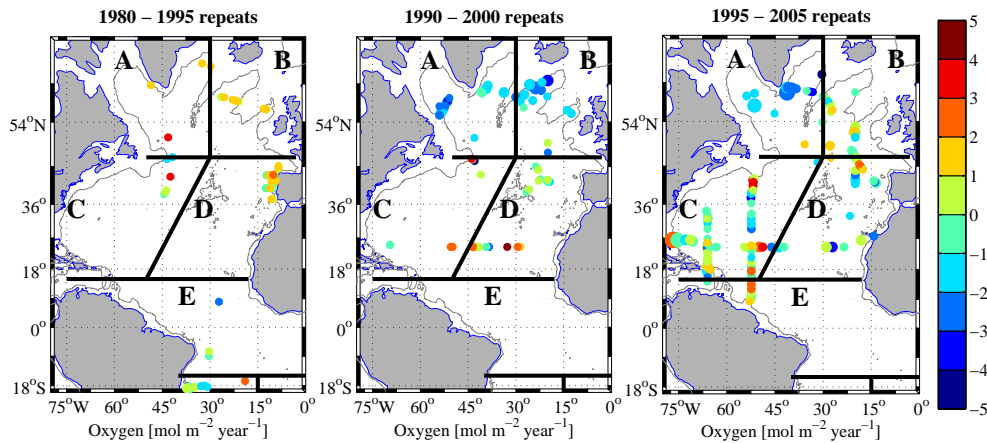 1980 – 1995 repeats
1990 – 2000 repeats
1995 – 2005 repeats
A
B
C
D
E
A
B
C
D
E
A
B
C
D
E
54°N
36°N
18°N
0°N
18°S
75°W 60° 45° 30° 15° 0°
Oxygen [mol m⁻² year⁻¹]
54°N
36°N
18°N
0°N
18°S
75°W 60° 45° 30° 15° 0°
Oxygen [mol m⁻² year⁻¹]
54°N
36°N
18°N
0°N
18°S
75°W 60° 45° 30° 15° 0°
Oxygen [mol m⁻² year⁻¹]
5
4
3
2
1
0
−1
−2
−3
−4
−5